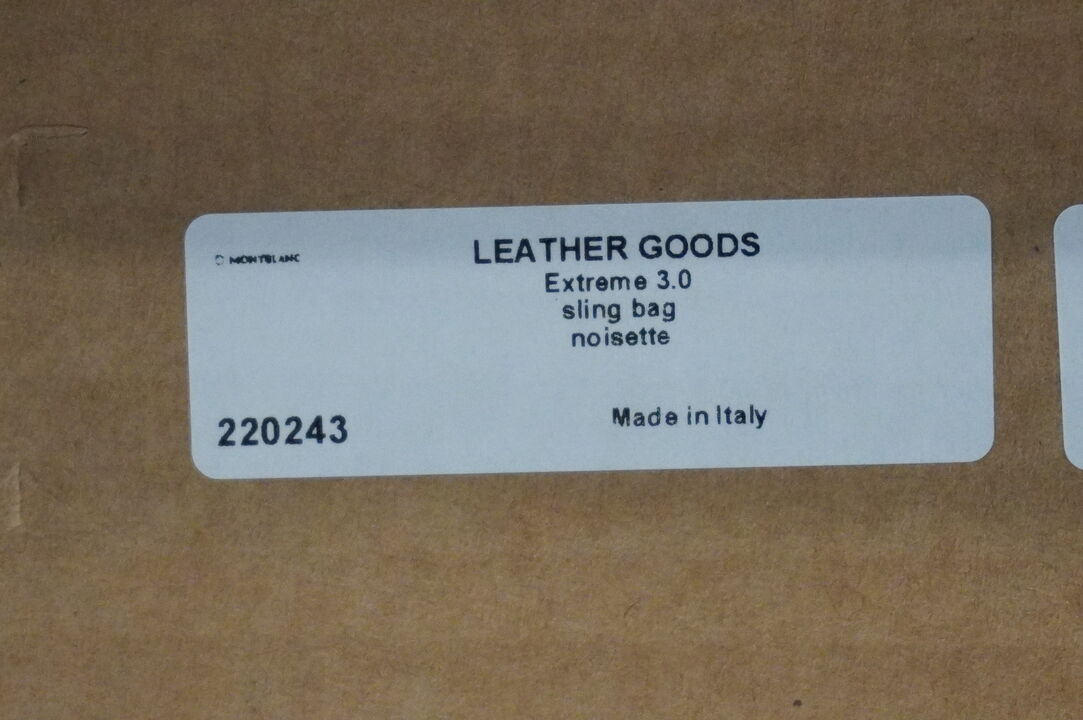 MONTBLANC
LEATHER GOODS
Extreme 3.0
sling bag
noisette
220243
Made in Italy